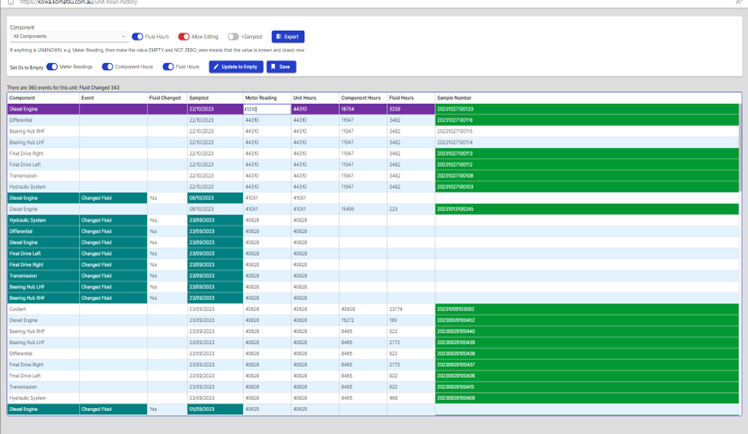 https://kowa.komatsu.com.au/unit-hour-history
Component
All Components
Fluid Hours
Allow Editing
+Sampled
Export
If anything is UNKNOWN, e.g. Meter Reading, then make the value EMPTY and NOT ZERO; zero means that the value is known and brand new
Set 0s to Empty
Meter Readings
Component Hours
Fluid Hours
Update to Empty
Save
There are 360 events for this unit: Fluid Changed 343
Component Event Fluid Changed Sampled Meter Reading Unit Hours Component Hours Fluid Hours Sample Number
Diesel Engine 22/10/2023 44310 18754 3259 20231027100133
Differential 22/10/2023 44310 44310 11947 3482 20231027100116
Bearing Hub RHF 22/10/2023 44310 44310 11947 3482 20231027100115
Bearing Hub LHF 22/10/2023 44310 44310 11947 3482 20231027100114
Final Drive Right 22/10/2023 44310 44310 11947 3482 20231027100113
Final Drive Left 22/10/2023 44310 44310 11947 3482 20231027100112
Transmission 22/10/2023 44310 44310 11947 3482 20231027100108
Hydraulic System 22/10/2023 44310 44310 11947 3482 20231027100103
Diesel Engine Changed Fluid Yes 08/10/2023 41051 41051
Diesel Engine 08/10/2023 41051 41051 15495 223 20231013100245
Hydraulic System Changed Fluid Yes 23/09/2023 40828 40828
Differential Changed Fluid Yes 23/09/2023 40828 40828
Diesel Engine Changed Fluid Yes 23/09/2023 40828 40828
Final Drive Left Changed Fluid Yes 23/09/2023 40828 40828
Final Drive Right Changed Fluid Yes 23/09/2023 40828 40828
Transmission Changed Fluid Yes 23/09/2023 40828 40828
Bearing Hub LHF Changed Fluid Yes 23/09/2023 40828 40828
Bearing Hub RHF Changed Fluid Yes 23/09/2023 40828 40828
Coolant 23/09/2023 40828 40828 40828 23774 20231009103002
Diesel Engine 23/09/2023 40828 40828 15272 199 20230929100452
Bearing Hub RHF 23/09/2023 40828 40828 8465 922 20230929100440
Bearing Hub LHF 23/09/2023 40828 40828 8465 2772 20230929100439
Differential 23/09/2023 40828 40828 8465 922 20230929100438
Final Drive Right 23/09/2023 40828 40828 8465 2772 20230929100437
Final Drive Left 23/09/2023 40828 40828 8465 922 20230929100436
Transmission 23/09/2023 40828 40828 8465 922 20230929100415
Hydraulic System 23/09/2023 40828 40828 8465 468 20230929100409
Diesel Engine Changed Fluid Yes 05/09/2023 40828 40828